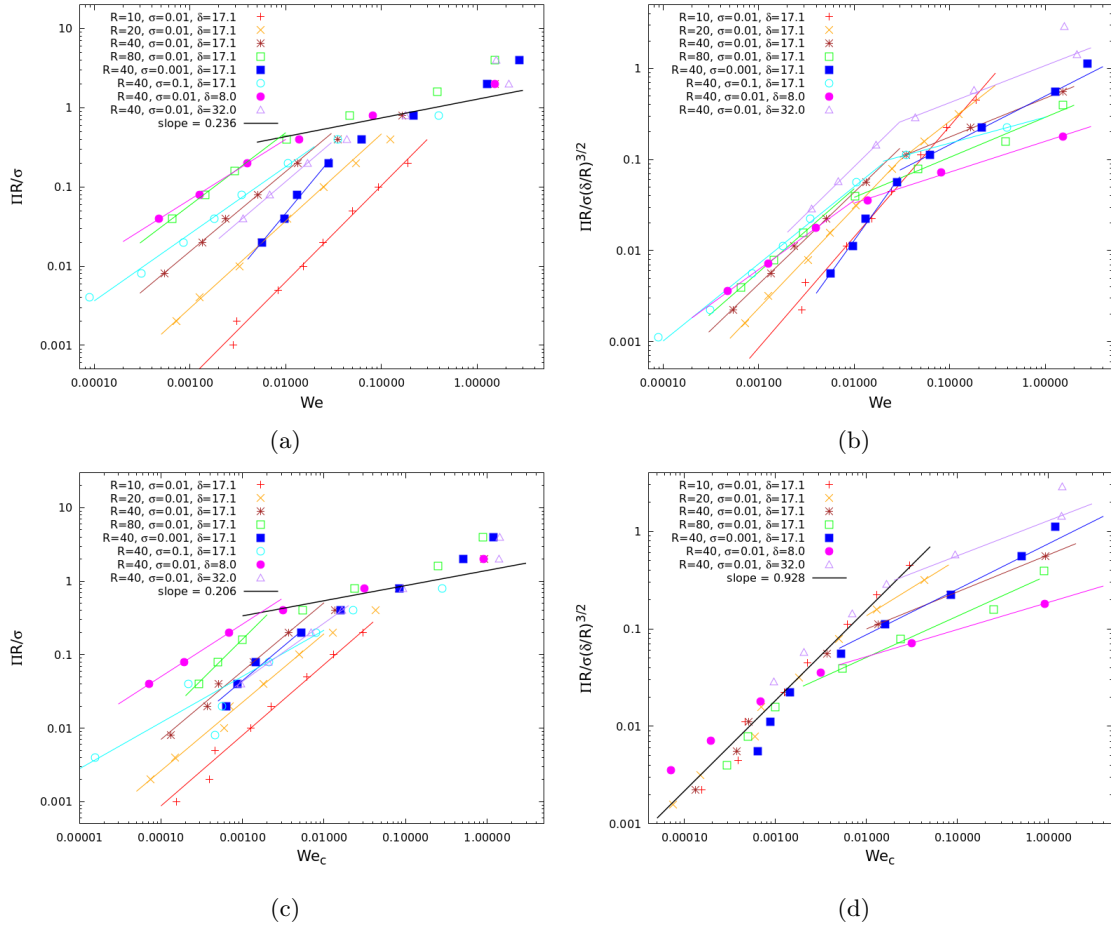 R=10, σ=0.01, δ=17.1
R=20, σ=0.01, δ=17.1
R=40, σ=0.01, δ=17.1
R=80, σ=0.01, δ=17.1
R=40, σ=0.001, δ=17.1
R=40, σ=0.1, δ=17.1
R=40, σ=0.01, δ=8.0
R=40, σ=0.01, δ=32.0
slope = 0.236
10
1
0.1
0.01
0.001
ΠR/σ
0.00010 0.00100 0.01000 0.10000 1.00000
We
(a)
R=10, σ=0.01, δ=17.1
R=20, σ=0.01, δ=17.1
R=40, σ=0.01, δ=17.1
R=80, σ=0.01, δ=17.1
R=40, σ=0.001, δ=17.1
R=40, σ=0.1, δ=17.1
R=40, σ=0.01, δ=8.0
R=40, σ=0.01, δ=32.0
1
0.1
0.01
0.001
ΠR/σ(δ/R)^3/2
0.00010 0.00100 0.01000 0.10000 1.00000
We
(b)
R=10, σ=0.01, δ=17.1
R=20, σ=0.01, δ=17.1
R=40, σ=0.01, δ=17.1
R=80, σ=0.01, δ=17.1
R=40, σ=0.001, δ=17.1
R=40, σ=0.1, δ=17.1
R=40, σ=0.01, δ=8.0
R=40, σ=0.01, δ=32.0
slope = 0.206
10
1
0.1
0.01
0.001
ΠR/σ
0.00001 0.00010 0.00100 0.01000 0.10000 1.00000
We_c
(c)
R=10, σ=0.01, δ=17.1
R=20, σ=0.01, δ=17.1
R=40, σ=0.01, δ=17.1
R=80, σ=0.01, δ=17.1
R=40, σ=0.001, δ=17.1
R=40, σ=0.1, δ=17.1
R=40, σ=0.01, δ=8.0
R=40, σ=0.01, δ=32.0
slope = 0.928
1
0.1
0.01
0.001
ΠR/σ(δ/R)^3/2
0.00010 0.00100 0.01000 0.10000 1.00000
We_c
(d)